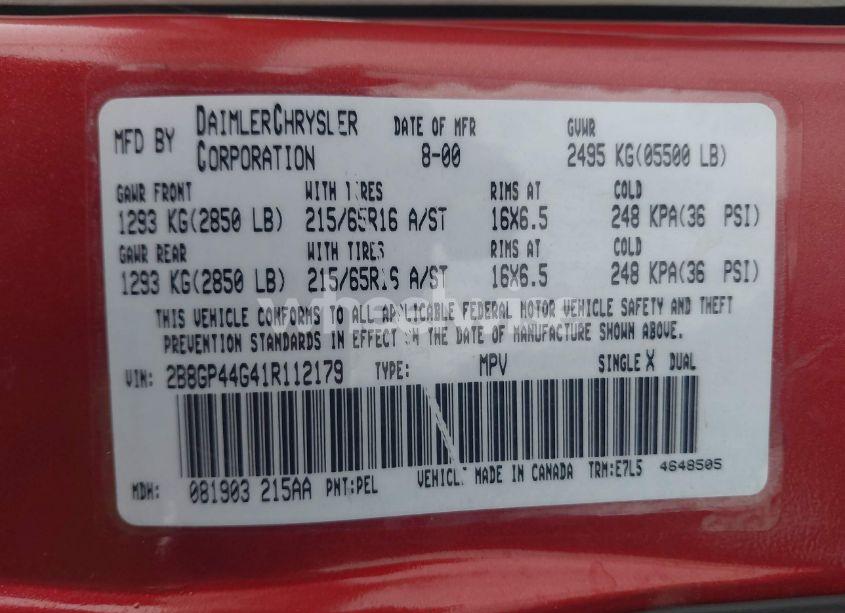 MFD BY DAIMLERCHRYSLER CORPORATION DATE OF MFR 8-00 GVWR 2495 KG(05500 LB)
GAWR FRONT WITH TIRES RIMS AT COLD
1293 KG(2850 LB) 215/65R16 A/ST 16X6.5 248 KPA(36 PSI)
GAWR REAR WITH TIRES RIMS AT COLD
1293 KG(2850 LB) 215/65R16 A/ST 16X6.5 248 KPA(36 PSI)
THIS VEHICLE CONFORMS TO ALL APPLICABLE FEDERAL MOTOR VEHICLE SAFETY AND THEFT
PREVENTION STANDARDS IN EFFECT ON THE DATE OF MANUFACTURE SHOWN ABOVE.
VIN: 2B8GP44G41R112179 TYPE: MPV SINGLE X DUAL
MDH: 081903 215AA PNT:PEL VEHICLE MADE IN CANADA TRM:E7L5 4648505